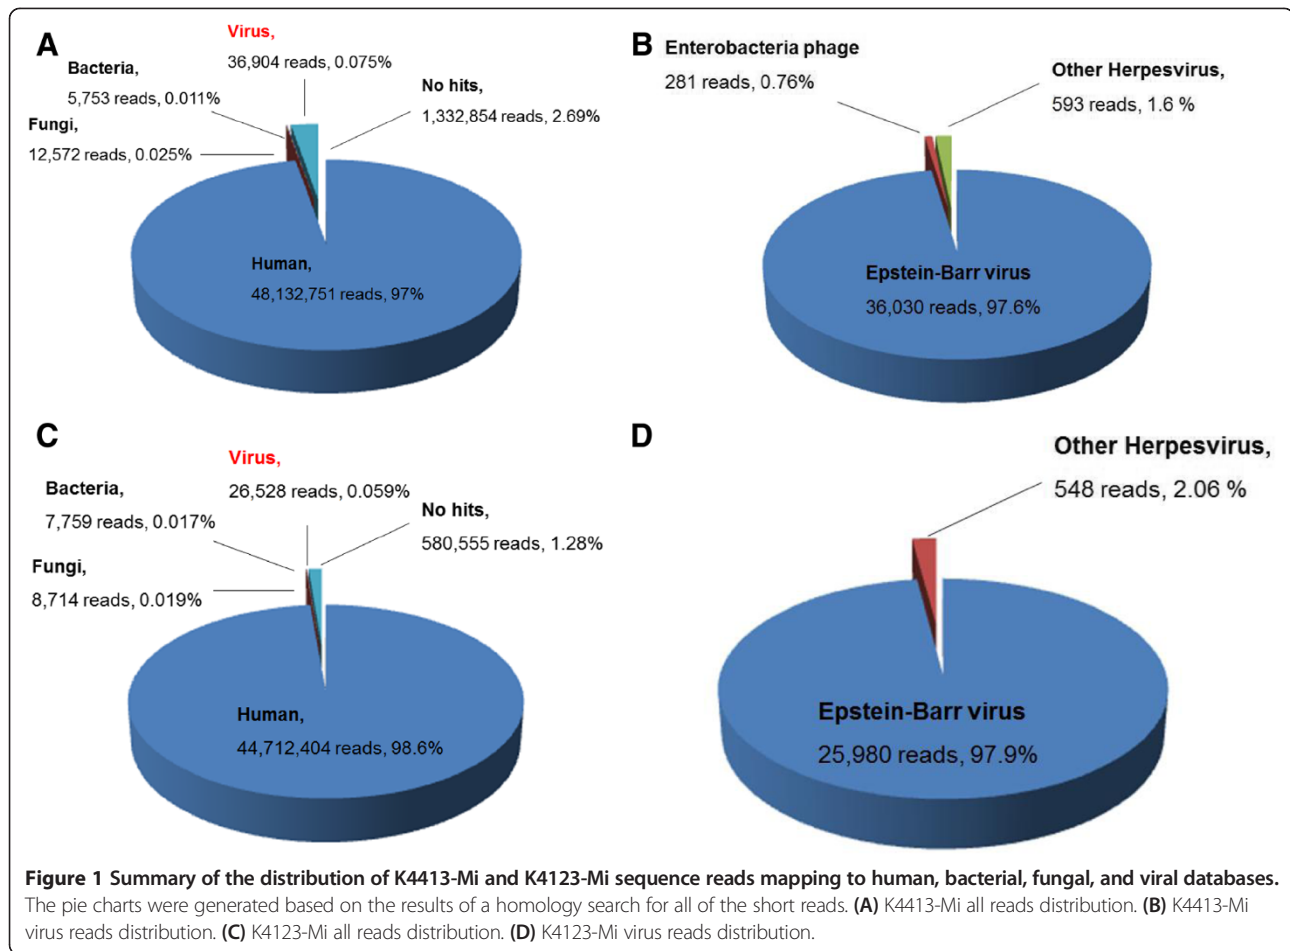 A
Virus,
36,904 reads, 0.075%
Bacteria,
5,753 reads, 0.011%
No hits,
1,332,854 reads, 2.69%
Fungi,
12,572 reads, 0.025%
Human,
48,132,751 reads, 97%
B
Enterobacteria phage
281 reads, 0.76%
Other Herpesvirus,
593 reads, 1.6 %
Epstein-Barr virus
36,030 reads, 97.6%
C
Virus,
26,528 reads, 0.059%
Bacteria,
7,759 reads, 0.017%
No hits,
580,555 reads, 1.28%
Fungi,
8,714 reads, 0.019%
Human,
44,712,404 reads, 98.6%
D
Other Herpesvirus,
548 reads, 2.06 %
Epstein-Barr virus
25,980 reads, 97.9%
Figure 1 Summary of the distribution of K4413-Mi and K4123-Mi sequence reads mapping to human, bacterial, fungal, and viral databases.
The pie charts were generated based on the results of a homology search for all of the short reads. (A) K4413-Mi all reads distribution. (B) K4413-Mi
virus reads distribution. (C) K4123-Mi all reads distribution. (D) K4123-Mi virus reads distribution.